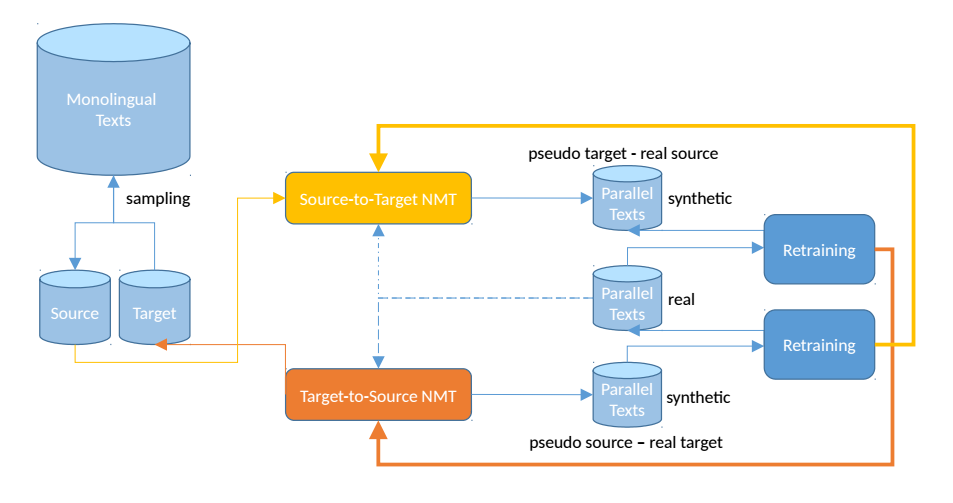 Monolingual
Texts
sampling
Source
Target
Source-to-Target NMT
Target-to-Source NMT
pseudo target - real source
Parallel
Texts
synthetic
Parallel
Texts
real
Parallel
Texts
synthetic
pseudo source – real target
Retraining
Retraining